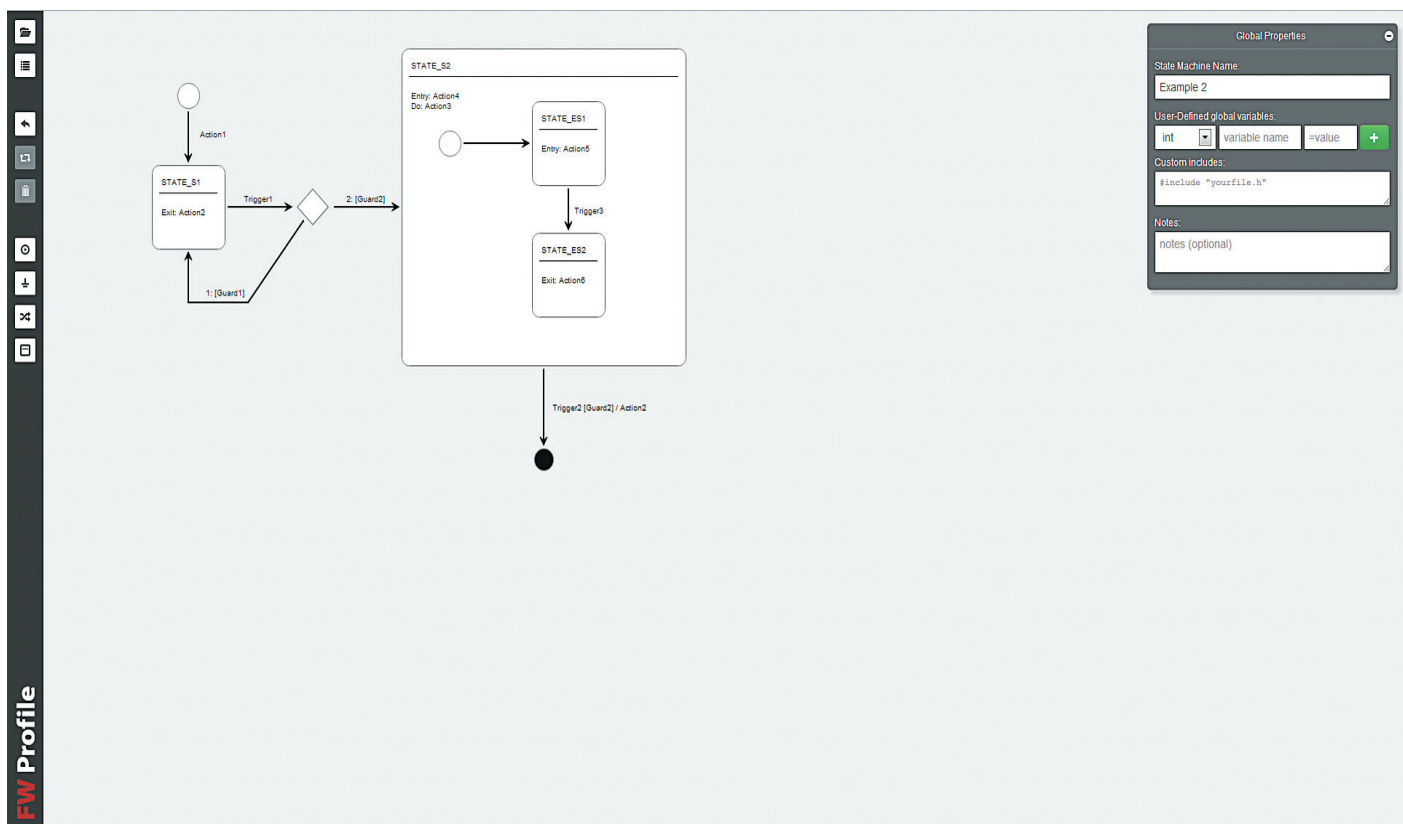 Action1
STATE_S1
Exit: Action2
Trigger1
2: [Guard2]
1: [Guard1]
STATE_S2
Entry: Action4
Do: Action3
STATE_ES1
Entry: Action5
Trigger3
STATE_ES2
Exit: Action6
Trigger2 [Guard2] / Action2
Global Properties
State Machine Name:
Example 2
User-Defined global variables:
int variable name =value +
Custom includes:
#include "yourfile.h"
Notes:
notes (optional)
FW Profile